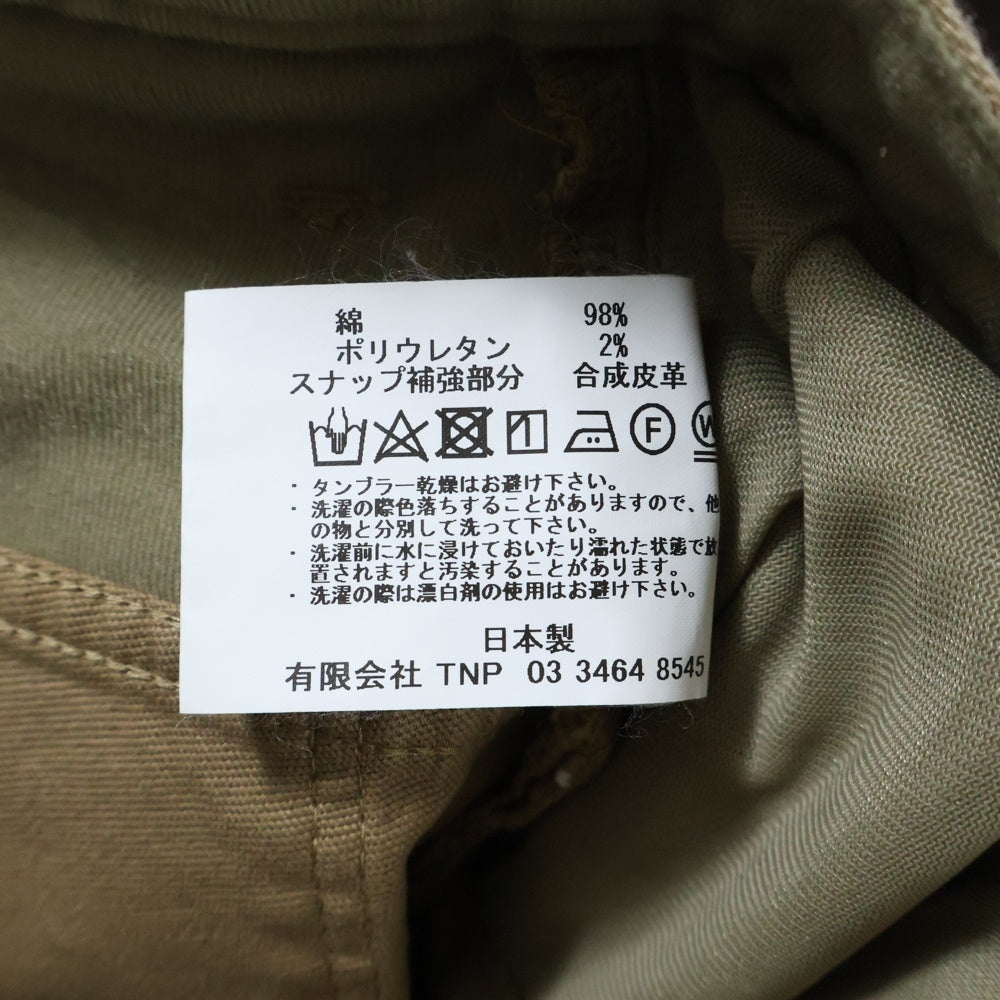 綿 98%
ポリウレタン 2%
スナップ補強部分 合成皮革
F W
・タンブラー乾燥はお避け下さい。
・洗濯の際色落ちすることがありますので、他
の物と分別して洗って下さい。
・洗濯前に水に浸けておいたり濡れた状態で放
置されますと汚染することがあります。
・洗濯の際は漂白剤の使用はお避け下さい。
日本製
有限会社 TNP 03 3464 8545